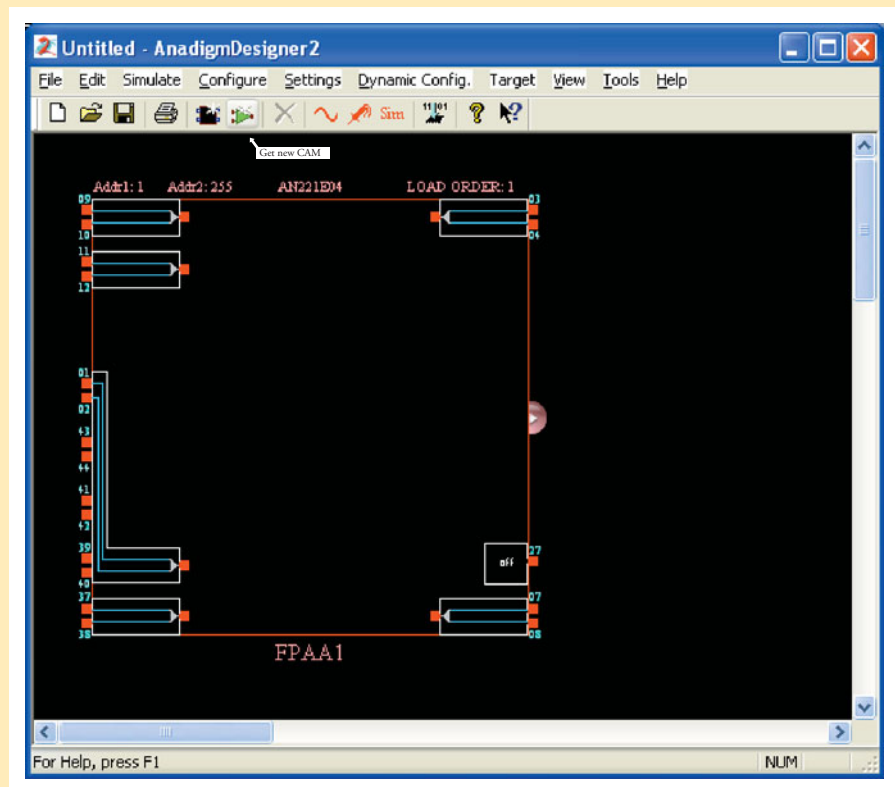 Untitled - AnadigmDesigner2
File Edit Simulate Configure Settings Dynamic Config. Target View Tools Help
Sim 11101
Get new CAM
Addr1: 1 Addr2: 255 AN221E04 LOAD ORDER: 1
09 03
10 04
11
12
01
02
43
44
41
42
39 27
off
40
37 07
38 08
FPAA1
For Help, press F1 NUM